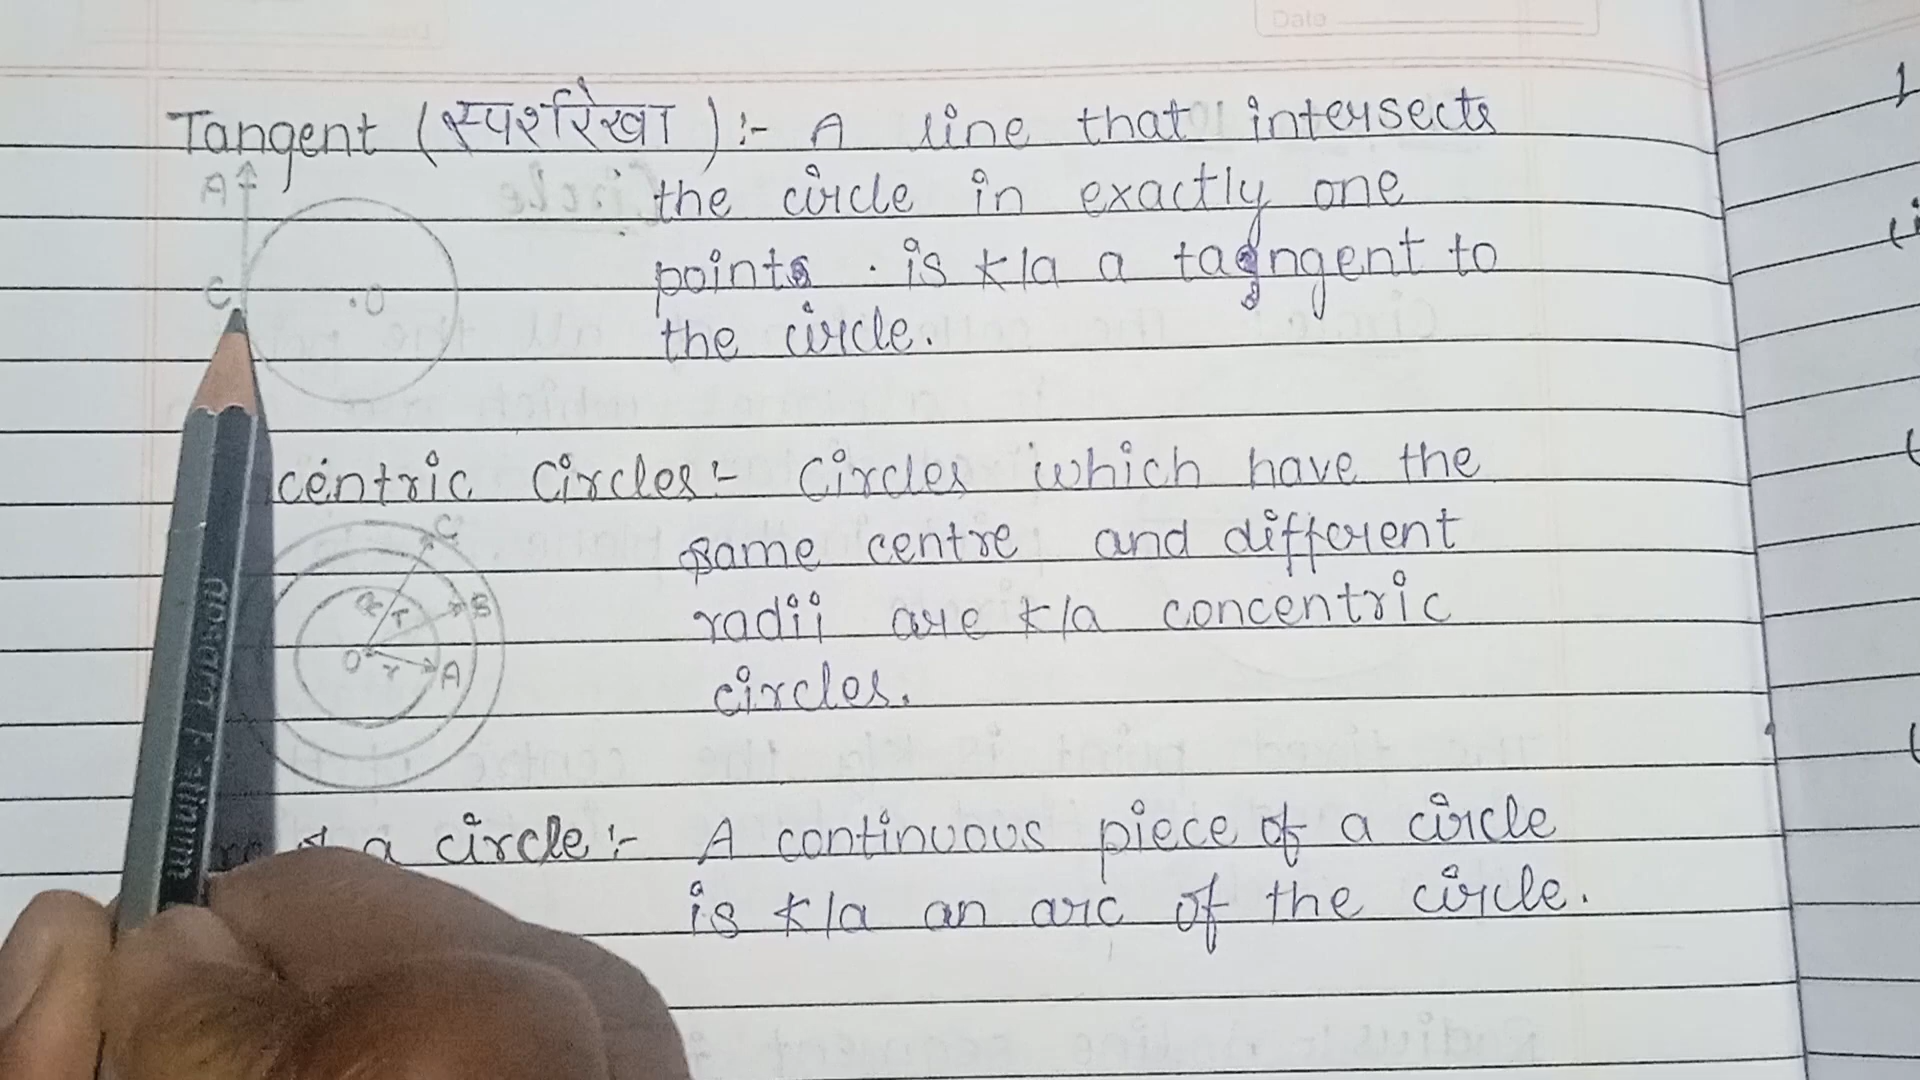 Date
Tangent (स्पर्शरेखा) :- A line that intersects
the circle in exactly one
points . is k/a a tangent to
the circle.
A
C
O
centric Circles :- Circles which have the
same centre and different
radii are k/a concentric
circles.
C
R
r
B
O
r
A
a circle :- A continuous piece of a circle
is k/a an arc of the circle.